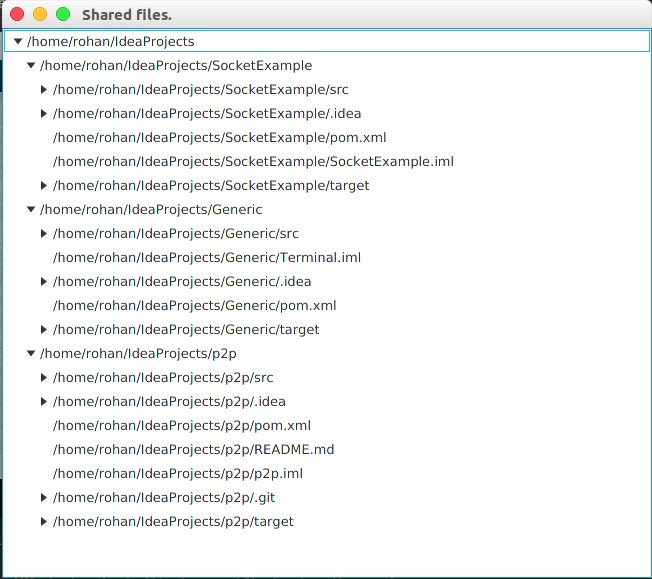 Shared files.
/home/rohan/IdeaProjects
/home/rohan/IdeaProjects/SocketExample
/home/rohan/IdeaProjects/SocketExample/src
/home/rohan/IdeaProjects/SocketExample/.idea
/home/rohan/IdeaProjects/SocketExample/pom.xml
/home/rohan/IdeaProjects/SocketExample/SocketExample.iml
/home/rohan/IdeaProjects/SocketExample/target
/home/rohan/IdeaProjects/Generic
/home/rohan/IdeaProjects/Generic/src
/home/rohan/IdeaProjects/Generic/Terminal.iml
/home/rohan/IdeaProjects/Generic/.idea
/home/rohan/IdeaProjects/Generic/pom.xml
/home/rohan/IdeaProjects/Generic/target
/home/rohan/IdeaProjects/p2p
/home/rohan/IdeaProjects/p2p/src
/home/rohan/IdeaProjects/p2p/.idea
/home/rohan/IdeaProjects/p2p/pom.xml
/home/rohan/IdeaProjects/p2p/README.md
/home/rohan/IdeaProjects/p2p/p2p.iml
/home/rohan/IdeaProjects/p2p/.git
/home/rohan/IdeaProjects/p2p/target